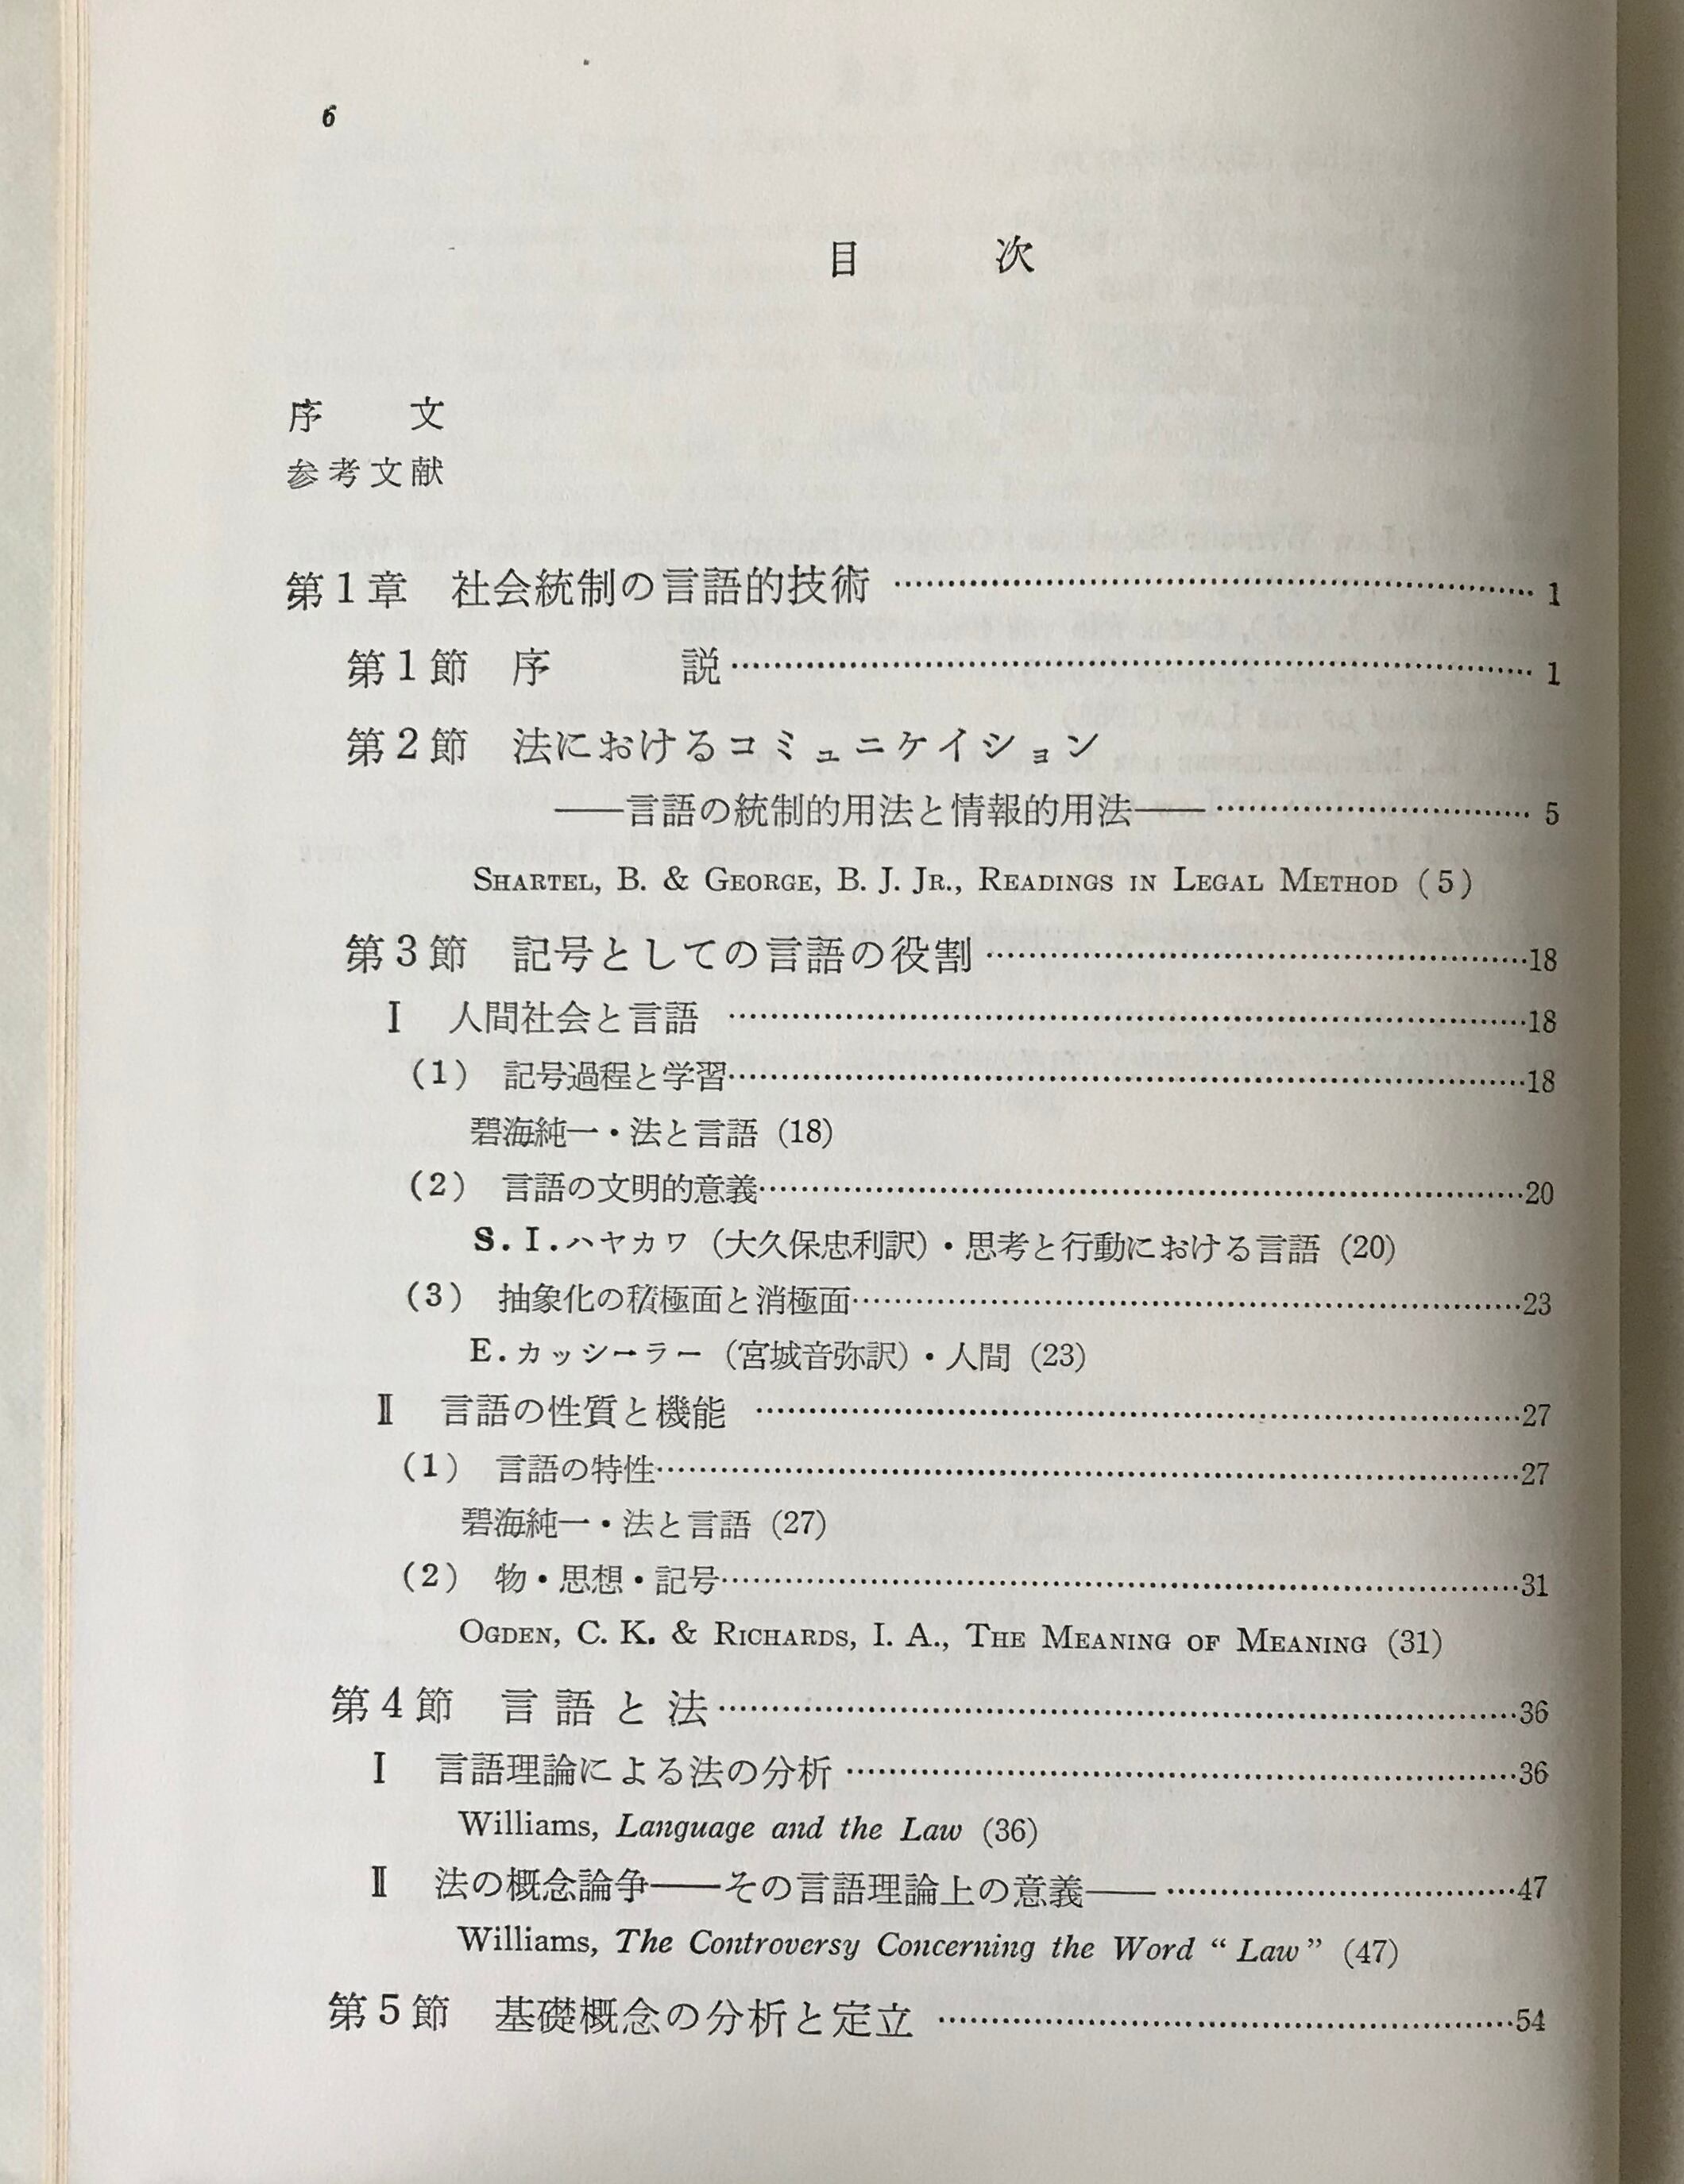 6
目　　　次
序　　文
参考文献
第1章　社会統制の言語的技術 …………………… 1
第1節　序　　　説…………………… 1
第2節　法におけるコミュニケイション
――言語の統制的用法と情報的用法――…………… 5
SHARTEL, B. & GEORGE, B. J. JR., READINGS IN LEGAL METHOD (5)
第3節　記号としての言語の役割……………………18
Ⅰ　人間社会と言語 ……………………18
(1)　記号過程と学習……………………18
碧海純一・法と言語 (18)
(2)　言語の文明的意義……………………20
S. I. ハヤカワ（大久保忠利訳）・思考と行動における言語 (20)
(3)　抽象化の積極面と消極面……………………23
E. カッシーラー（宮城音弥訳）・人間 (23)
Ⅱ　言語の性質と機能 ……………………27
(1)　言語の特性……………………27
碧海純一・法と言語 (27)
(2)　物・思想・記号……………………31
OGDEN, C. K. & RICHARDS, I. A., THE MEANING OF MEANING (31)
第4節　言語と法……………………36
Ⅰ　言語理論による法の分析……………………36
Williams, Language and the Law (36)
Ⅱ　法の概念論争――その言語理論上の意義――……………47
Williams, The Controversy Concerning the Word “Law” (47)
第5節　基礎概念の分析と定立 ……………………54